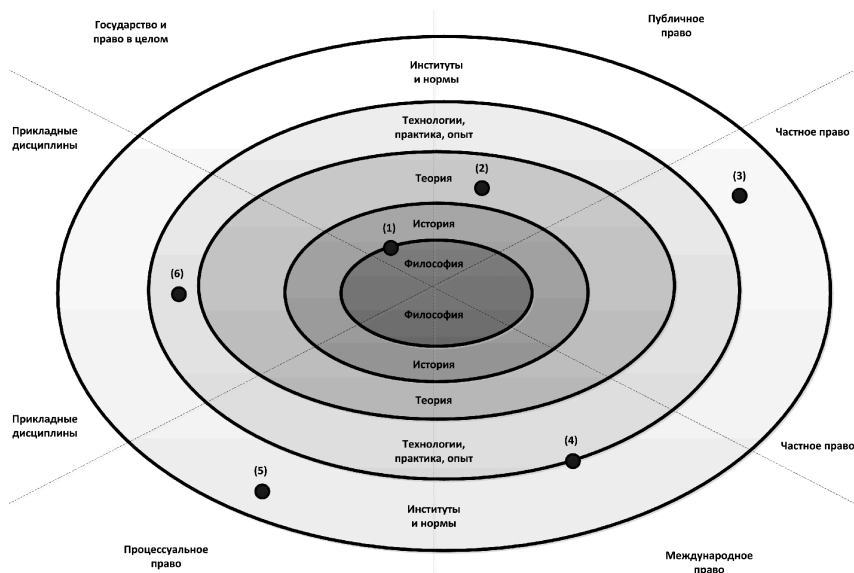 Государство и
право в целом
Публичное
право
Институты
и нормы
Прикладные
дисциплины
Технологии,
практика, опыт
Частное право
(2)
(3)
Теория
(1)
История
Философия
(6)
Философия
История
Теория
Прикладные
дисциплины
Технологии,
практика, опыт
(4)
Частное право
(5)
Институты
и нормы
Процессуальное
право
Международное
право